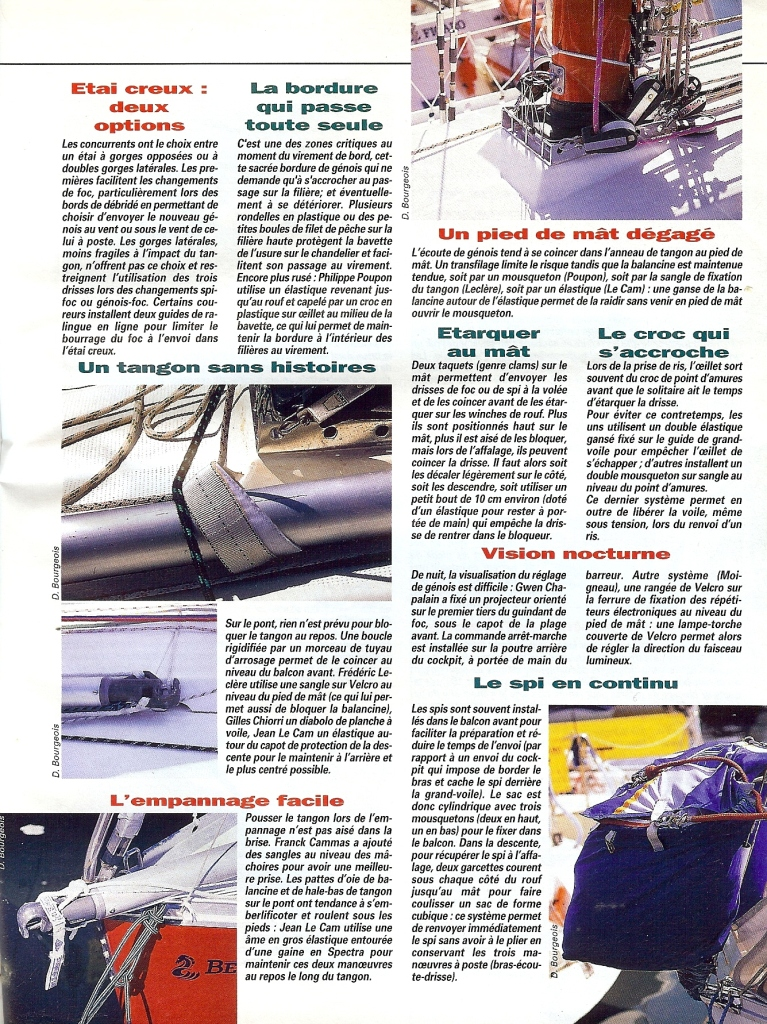 Etai creux :
deux
options
Les concurrents ont le choix entre
un étai à gorges opposées ou à
doubles gorges latérales. Les pre-
mières facilitent les changements
de foc, particulièrement lors des
bords de débridé en permettant de
choisir d'envoyer le nouveau gé-
nois au vent ou sous le vent de ce-
lui à poste. Les gorges latérales,
moins fragiles à l'impact du tan-
gon, n'offrent pas ce choix et res-
treignent l'utilisation des trois
drisses lors des changements spi-
foc ou génois-foc. Certains cou-
reurs installent deux guides de ra-
lingue en ligne pour limiter le
bourrage du foc à l'envoi dans
l'étai creux.
La bordure
qui passe
toute seule
C'est une des zones critiques au
moment du virement de bord, cet-
te sacrée bordure de génois qui ne
demande qu'à s'accrocher au pas-
sage sur la filière; et éventuelle-
ment à se détériorer. Plusieurs
rondelles en plastique ou des pe-
tites boules de filet de pêche sur la
filière haute protègent la bavette
de l'usure sur le chandelier et faci-
litent son passage au virement.
Encore plus rusé : Philippe Poupon
utilise un élastique revenant jus-
qu'au rouf et capelé par un croc en
plastique sur œillet au milieu de la
bavette, ce qui lui permet de main-
tenir la bordure à l'intérieur des
filières au virement.
D. Bourgeois
Un pied de mât dégagé
L'écoute de génois tend à se coincer dans l'anneau de tangon au pied de
mât. Un transfilage limite le risque tandis que la balancine est maintenue
tendue, soit par un mousqueton (Poupon), soit par la sangle de fixation
du tangon (Leclère), soit par un élastique (Le Cam) : une ganse de la ba-
lancine autour de l'élastique permet de la raidir sans venir en pied de mât
ouvrir le mousqueton.
Un tangon sans histoires
D. Bourgeois
D. Bourgeois
Sur le pont, rien n'est prévu pour blo-
quer le tangon au repos. Une boucle
rigidifiée par un morceau de tuyau
d'arrosage permet de le coincer au
niveau du balcon avant. Frédéric Le-
clère utilise une sangle sur Velcro au
niveau du pied de mât (ce qui lui per-
met aussi de bloquer la balancine),
Gilles Chiorri un diabolo de planche à
voile, Jean Le Cam un élastique au-
tour du capot de protection de la des-
cente pour le maintenir à l'arrière et
le plus centré possible.
Etarquer
au mât
Deux taquets (genre clams) sur le
mât permettent d'envoyer les
drisses de foc ou de spi à la volée
et de les coincer avant de les étar-
quer sur les winches de rouf. Plus
ils sont positionnés haut sur le
mât, plus il est aisé de les bloquer,
mais lors de l'affalage, ils peuvent
coincer la drisse. Il faut alors soit
les décaler légèrement sur le côté,
soit les descendre, soit utiliser un
petit bout de 10 cm environ (doté
d'un élastique pour rester à por-
tée de main) qui empêche la dris-
se de rentrer dans le bloqueur.
Le croc qui
s'accroche
Lors de la prise de ris, l'œillet sort
souvent du croc de point d'amures
avant que le solitaire ait le temps
d'étarquer la drisse.
Pour éviter ce contretemps, les
uns utilisent un double élastique
gansé fixé sur le guide de grand-
voile pour empêcher l'œillet de
s'échapper ; d'autres installent un
double mousqueton sur sangle au
niveau du point d'amures.
Ce dernier système permet en
outre de libérer la voile, même
sous tension, lors du renvoi d'un
ris.
Vision nocturne
De nuit, la visualisation du réglage
de génois est difficile : Gwen Cha-
palain a fixé un projecteur orienté
sur le premier tiers du guindant de
foc, sous le capot de la plage
avant. La commande arrêt-marche
est installée sur la poutre arrière
du cockpit, à portée de main du
barreur. Autre système (Moi-
gneau), une rangée de Velcro sur
la ferrure de fixation des répéti-
teurs électroniques au niveau du
pied de mât : une lampe-torche
couverte de Velcro permet alors
de régler la direction du faisceau
lumineux.
L'empannage facile
D. Bourgeois
BE
Pousser le tangon lors de l'em-
pannage n'est pas aisé dans la
brise. Franck Cammas a ajouté
des sangles au niveau des mâ-
choires pour avoir une meilleu-
re prise. Les pattes d'oie de ba-
lancine et de hale-bas de tangon
sur le pont ont tendance à s'em-
berlificoter et roulent sous les
pieds : Jean Le Cam utilise une
âme en gros élastique entourée
d'une gaine en Spectra pour
maintenir ces deux manœuvres
au repos le long du tangon.
Le spi en continu
Les spis sont souvent instal-
lés dans le balcon avant pour
faciliter la préparation et ré-
duire le temps de l'envoi (par
rapport à un envoi du cock-
pit qui impose de border le
bras et cache le spi derrière
la grand-voile). Le sac est
donc cylindrique avec trois
mousquetons (deux en haut,
un en bas) pour le fixer dans
le balcon. Dans la descente,
pour récupérer le spi à l'affa-
lage, deux garcettes courent
sous chaque côté du rouf
jusqu'au mât pour faire
coulisser un sac de forme
cubique : ce système permet
de renvoyer immédiatement
le spi sans avoir à le plier en
conservant les trois ma-
nœuvres à poste (bras-écou-
te-drisse).
D. Bourgeois